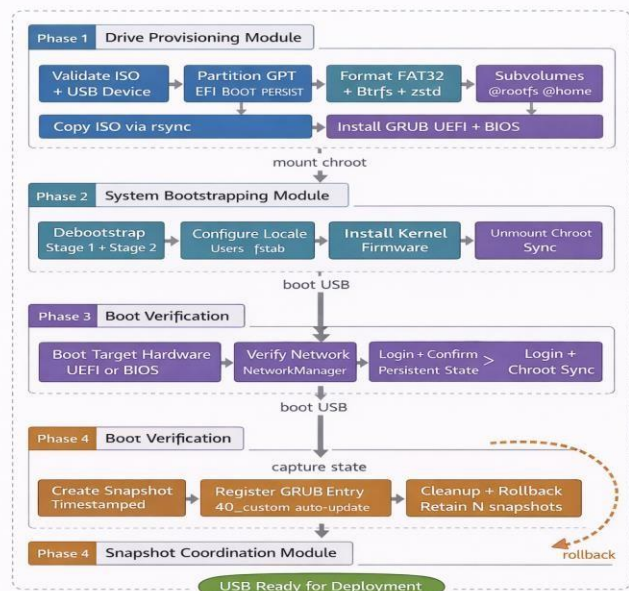 Phase 1 Drive Provisioning Module
Validate ISO
+ USB Device
Partition GPT
EFI BOOT PERSIST
Format FAT32
+ Btrfs + zstd
Subvolumes
@rootfs @home
Copy ISO via rsync
Install GRUB UEFI + BIOS
mount chroot
Phase 2 System Bootstrapping Module
Debootstrap
Stage 1 + Stage 2
Configure Locale
Users fstab
Install Kernel
Firmware
Unmount Chroot
Sync
boot USB
Phase 3 Boot Verification
Boot Target Hardware
UEFI or BIOS
Verify Network
NetworkManager
Login + Confirm
Persistent State
>
Login +
Chroot Sync
boot USB
Phase 4 Boot Verification
capture state
Create Snapshot
Timestamped
Register GRUB Entry
40_custom auto-update
Cleanup + Rollback
Retain N snapshots
Phase 4 Snapshot Coordination Module
rollback
USB Ready for Deployment